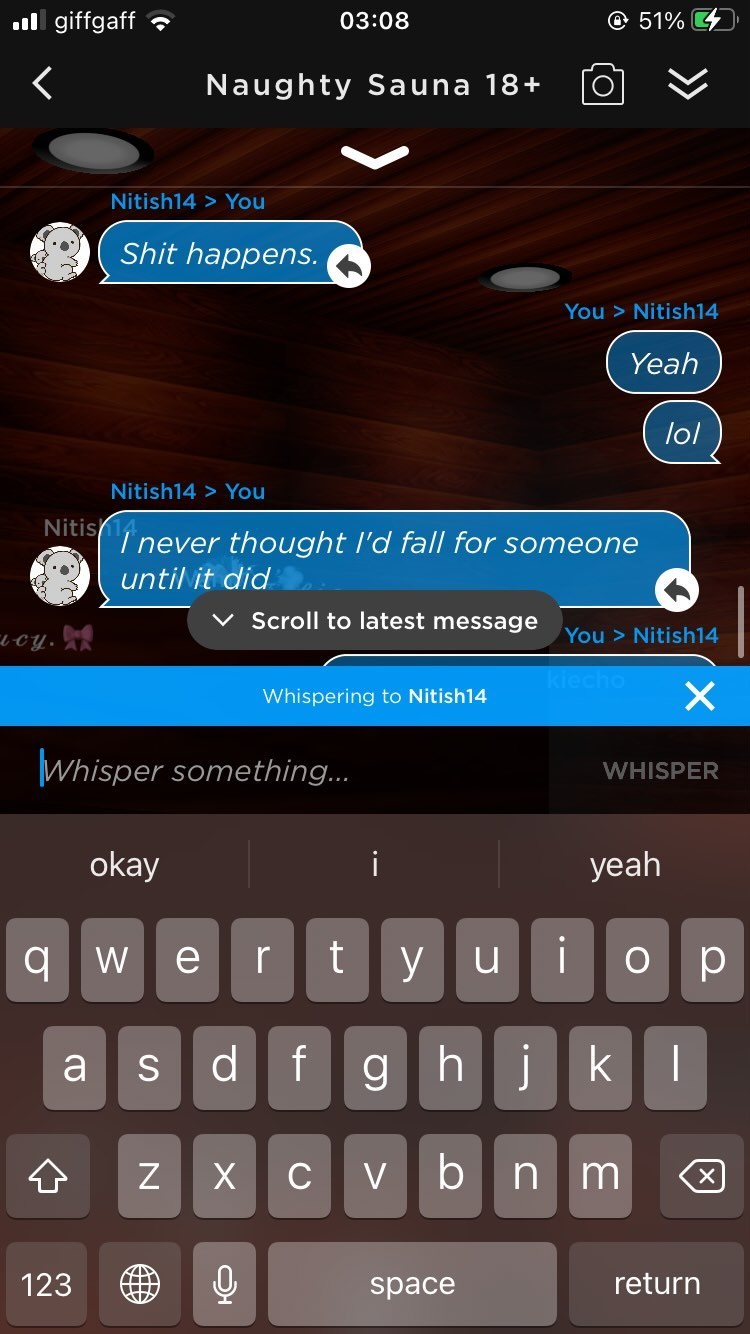 giffgaff
03:08
51%
Naughty Sauna 18+
Nitish14 > You
Shit happens.
You > Nitish14
Yeah
lol
Nitish14 > You
Nitish14
I never thought I'd fall for someone
until it did
Scroll to latest message
You > Nitish14
ucy.
kiecho
Whispering to Nitish14
Whisper something...
WHISPER
okay
i
yeah
q w e r t y u i o p
a s d f g h j k l
z x c v b n m
123
space
return